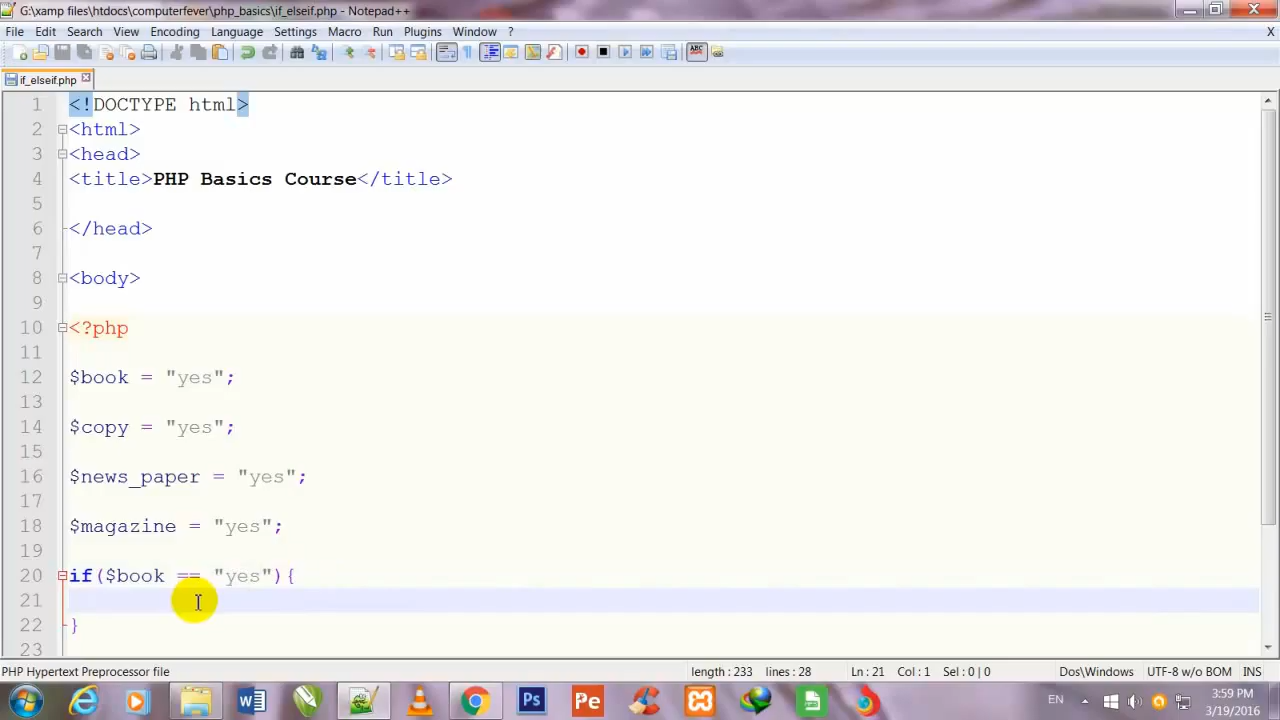 G:\xamp files\htdocs\computerfever\php_basics\if_elseif.php - Notepad++
File Edit Search View Encoding Language Settings Macro Run Plugins Window ? X
if_elseif.php
1 <!DOCTYPE html>
2 <html>
3 <head>
4 <title>PHP Basics Course</title>
5
6 </head>
7
8 <body>
9
10 <?php
11
12 $book = "yes";
13
14 $copy = "yes";
15
16 $news_paper = "yes";
17
18 $magazine = "yes";
19
20 if($book == "yes"){
21
22 }
23
PHP Hypertext Preprocessor file length : 233 lines : 28 Ln : 21 Col : 1 Sel : 0 | 0 Dos\Windows UTF-8 w/o BOM INS
Ps Pe EN 3:59 PM
3/19/2016